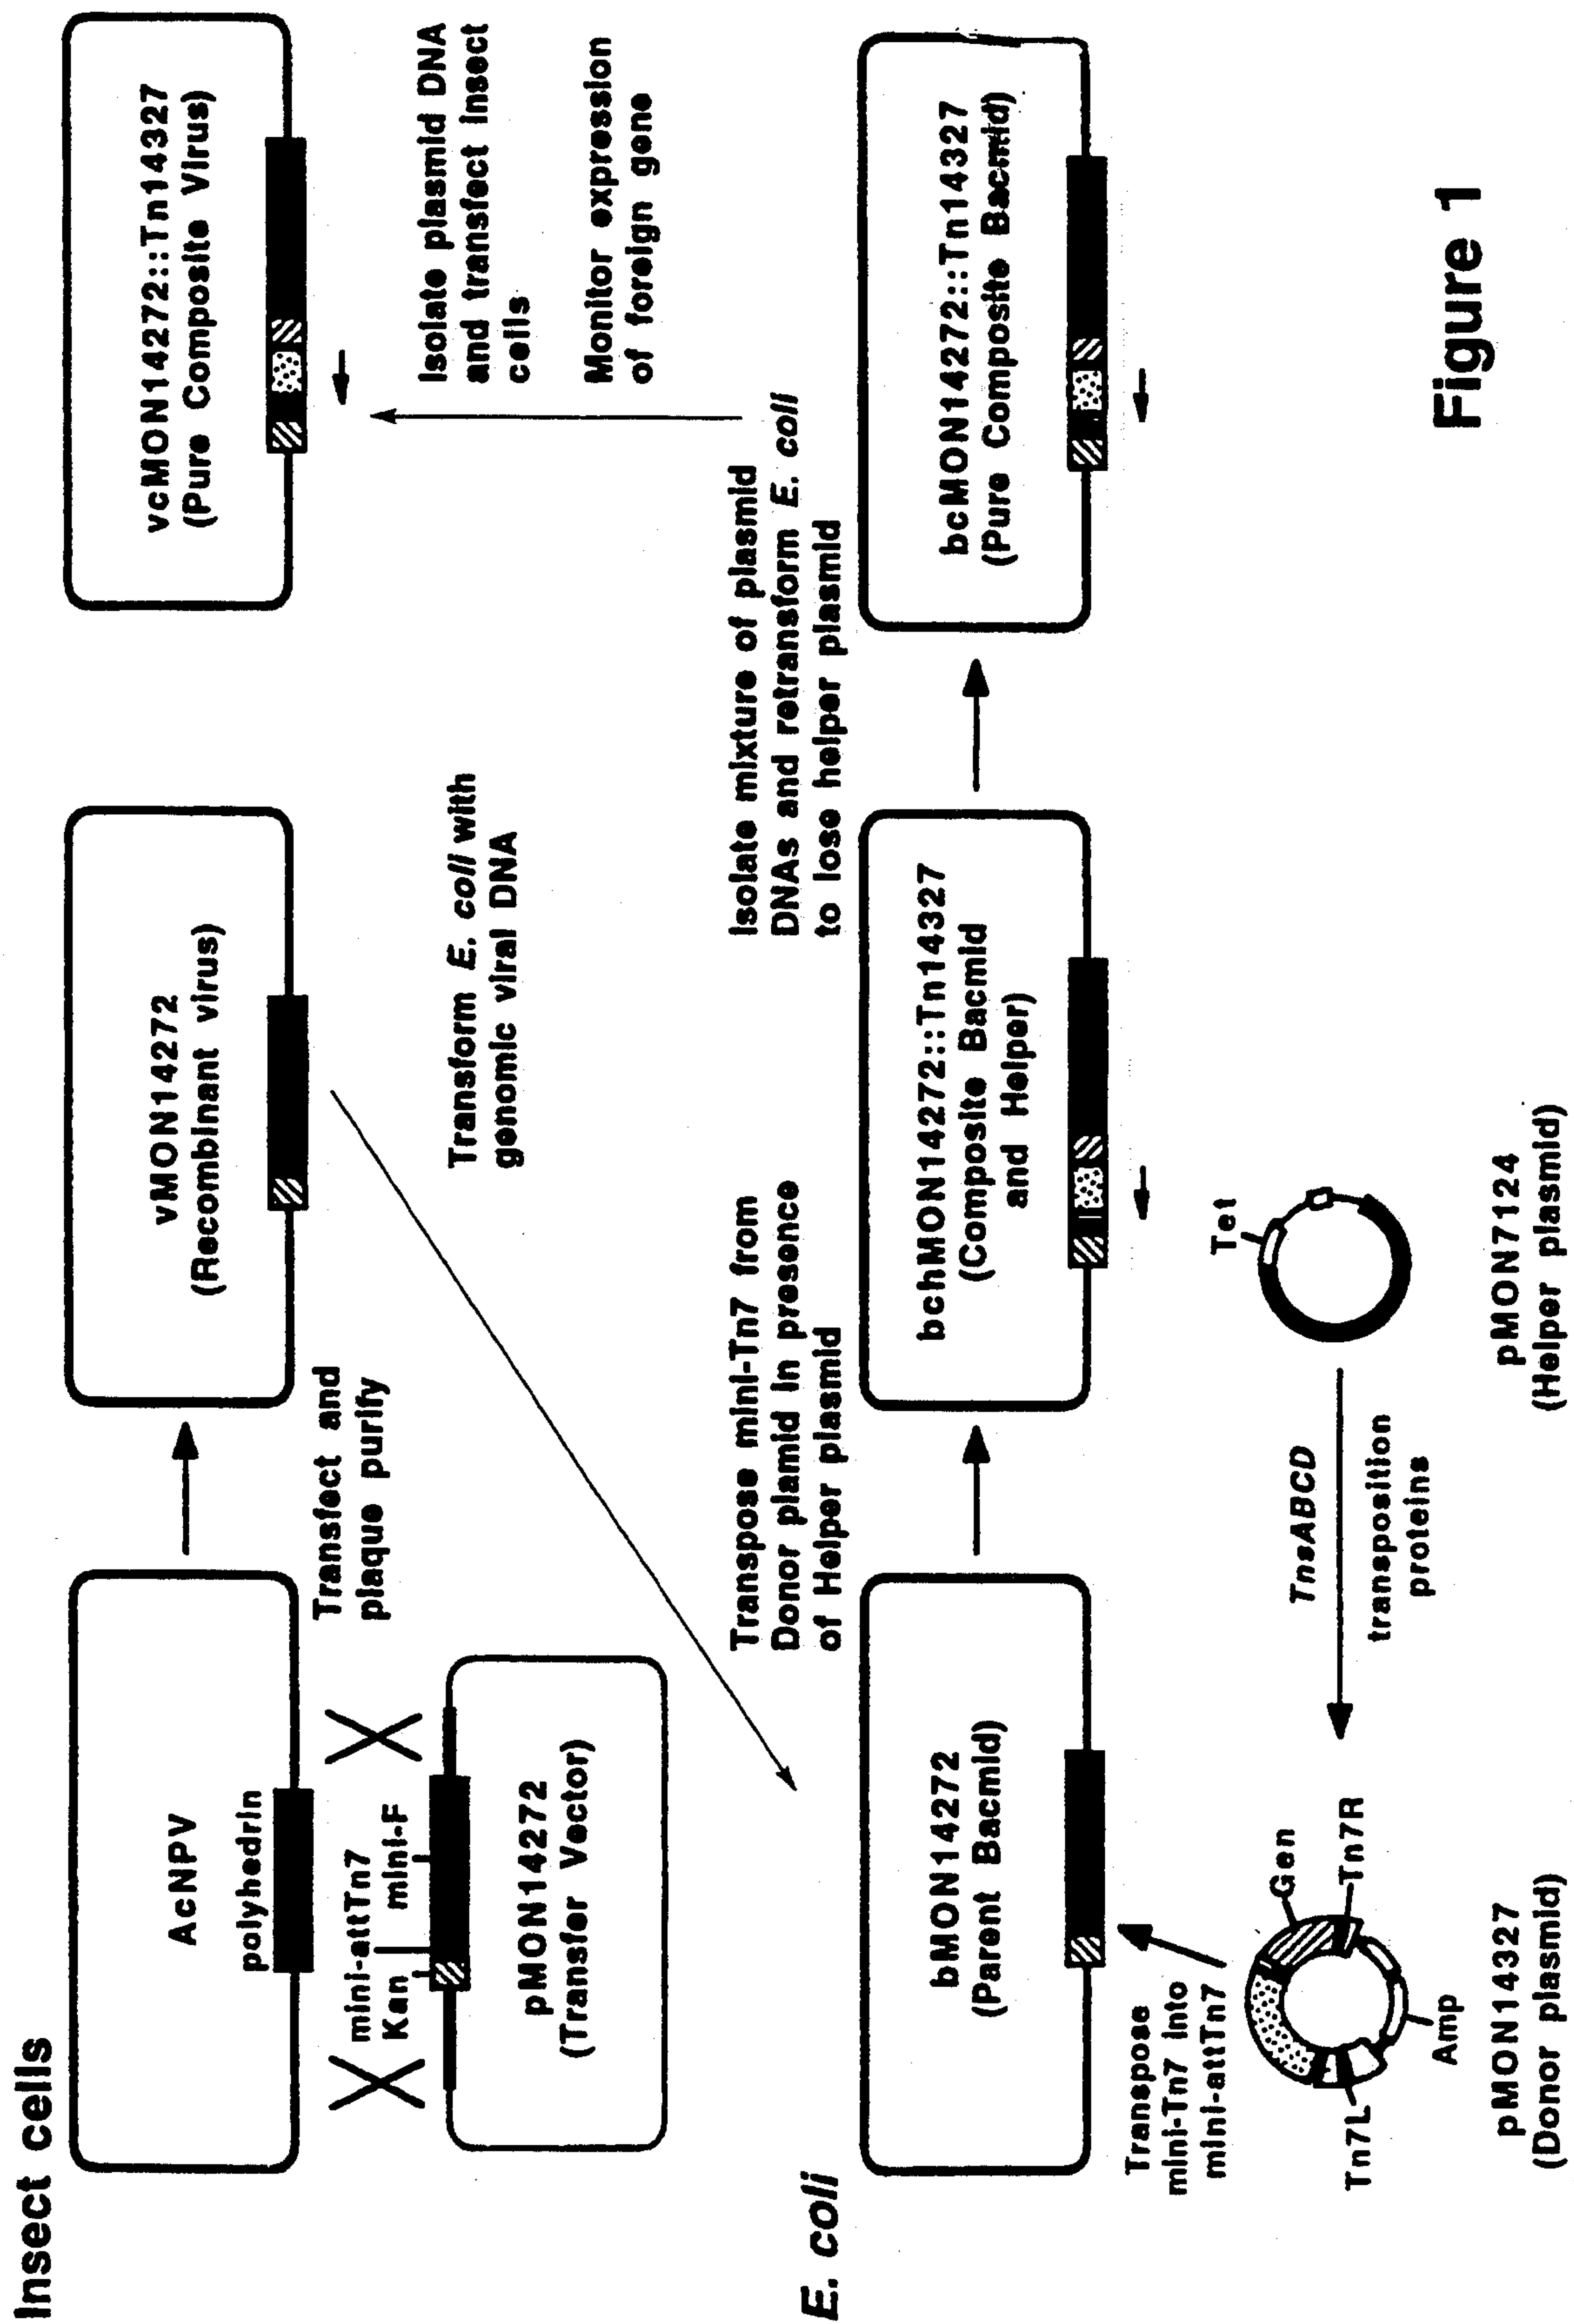 Insect cells
AcNPV
polyhedrin
mini-attTn7
Kan
mini-F
pMON14272
(Transfer Vector)
Transfect and
plaque purify
vMON14272
(Recombinant virus)
Transform E. coli with
genomic viral DNA
vcMON14272::Tn14327
(Pure Composite Virus)
Isolate plasmid DNA
and transfect insect
cells
Monitor expression
of foreign gene
E. coli
bMON14272
(Parent Bacmid)
Transpose mini-Tn7 from
Donor plamid in presence
of Helper plasmid
bchMON14272::Tn14327
(Composite Bacmid
and Helper)
Isolate mixture of plasmid
DNAs and retransform E. coli
to lose helper plasmid
bcMON14272::Tn14327
(Pure Composite Bacmid)
Transpose
mini-Tn7 into
mini-attTn7
Gen
Tn7R
Tn7L
Amp
pMON14327
(Donor plasmid)
TnsABCD
transposition
proteins
Tet
pMON7124
(Helper plasmid)
Figure 1